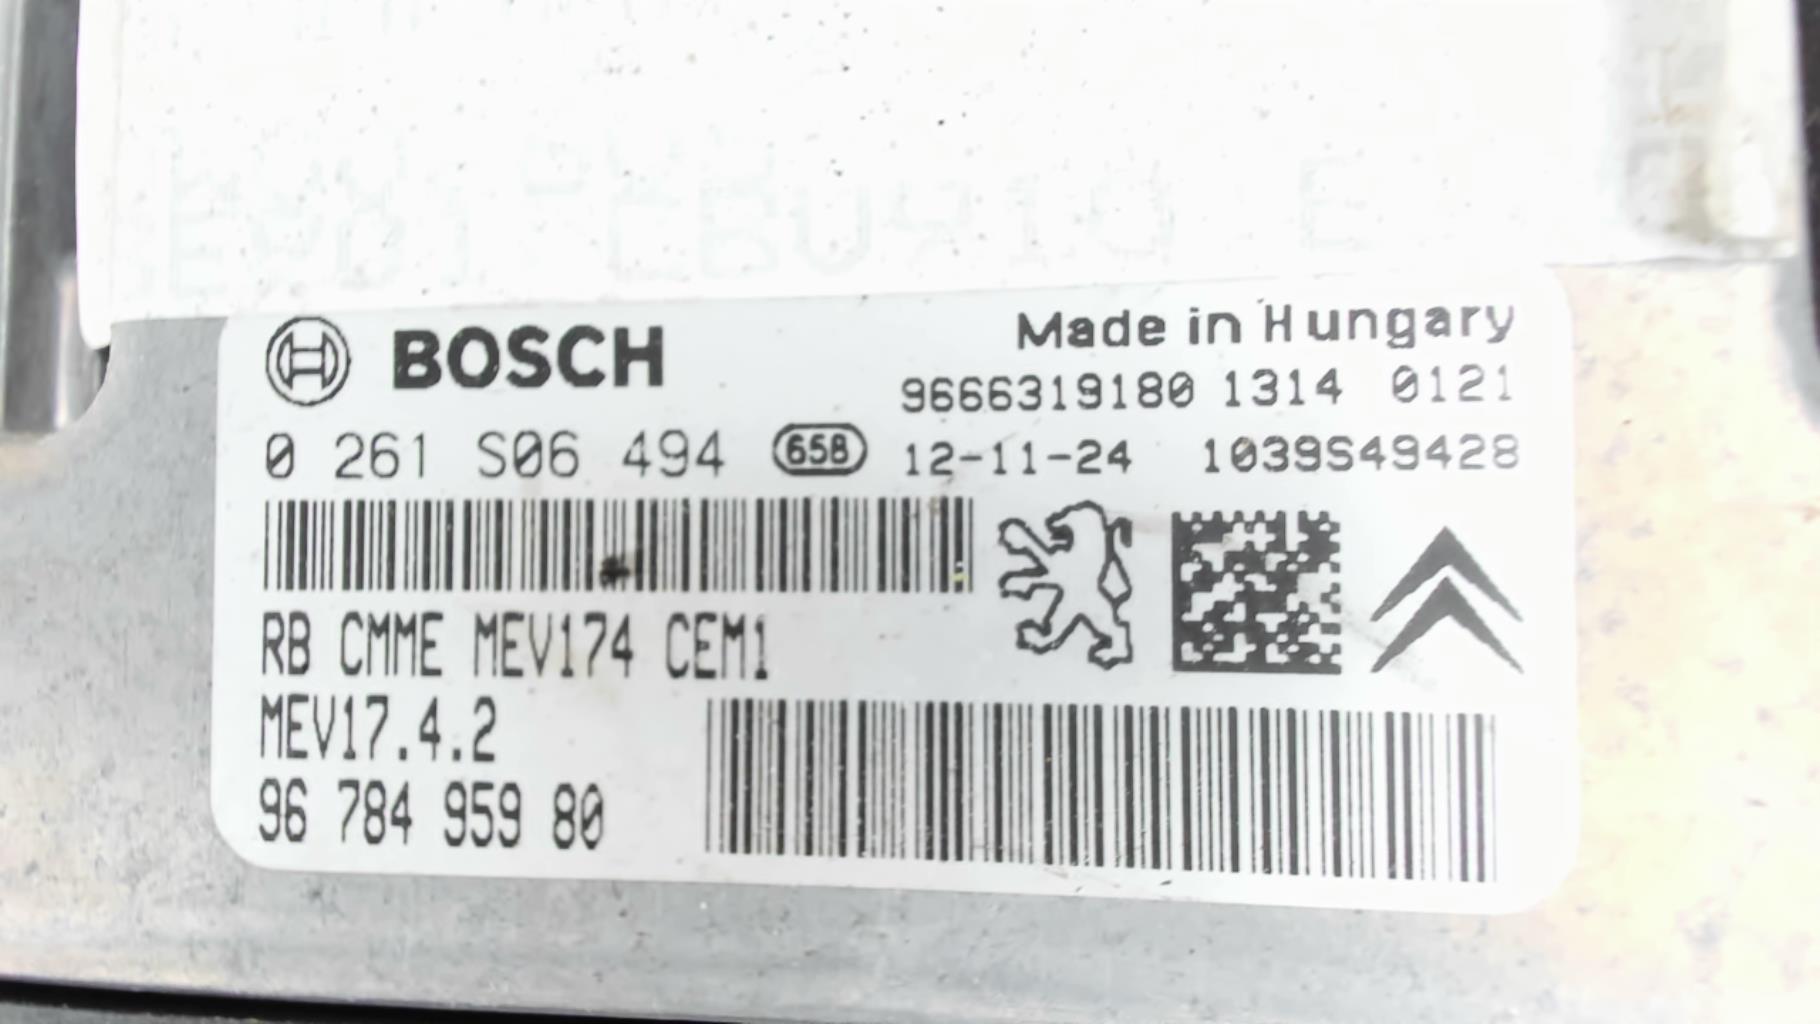 BOSCH
Made in Hungary
9666319180 1314 0121
0 261 S06 494 658 12-11-24 1039S49428
RB CMME MEV174 CEM1
MEV17.4.2
96 784 959 80